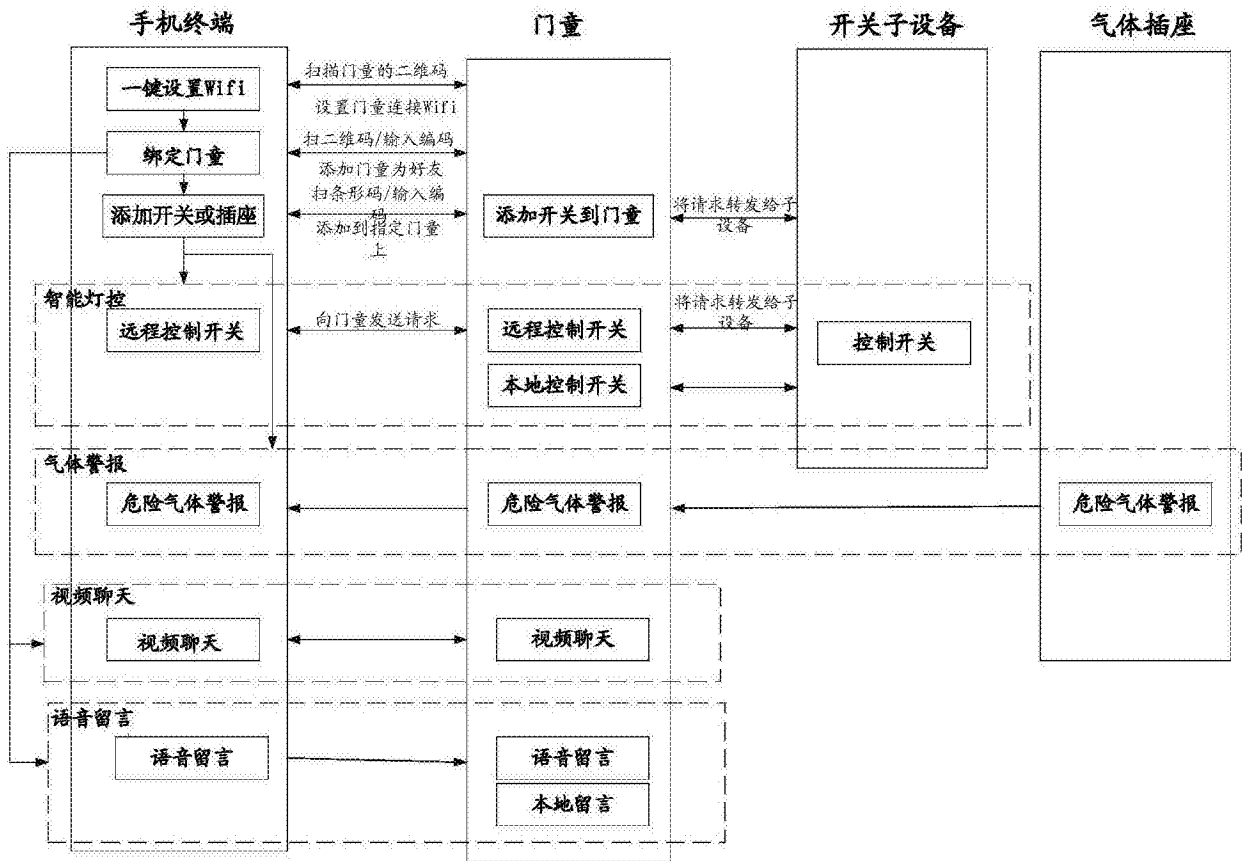 手机终端
门童
开关子设备
气体插座
一键设置Wifi
扫描门童的二维码
设置门童连接Wifi
绑定门童
扫二维码/输入编码
添加门童为好友
添加开关或插座
扫条形码/输入编
码
添加到指定门童
上
添加开关到门童
将请求转发给子
设备
智能灯控
远程控制开关
向门童发送请求
远程控制开关
将请求转发给子
设备
控制开关
本地控制开关
气体警报
危险气体警报
危险气体警报
危险气体警报
视频聊天
视频聊天
视频聊天
语音留言
语音留言
语音留言
本地留言